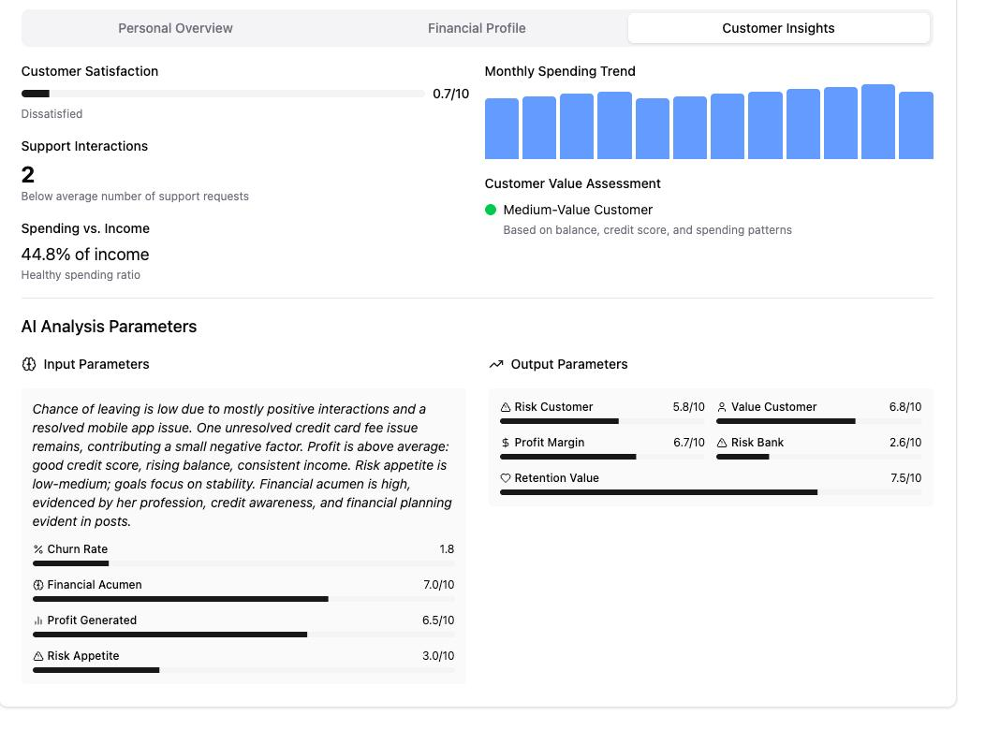 Personal Overview
Financial Profile
Customer Insights
Customer Satisfaction
0.7/10
Dissatisfied
Support Interactions
2
Below average number of support requests
Spending vs. Income
44.8% of income
Healthy spending ratio
Monthly Spending Trend
Customer Value Assessment
Medium-Value Customer
Based on balance, credit score, and spending patterns
AI Analysis Parameters
Input Parameters
Chance of leaving is low due to mostly positive interactions and a
resolved mobile app issue. One unresolved credit card fee issue
remains, contributing a small negative factor. Profit is above average:
good credit score, rising balance, consistent income. Risk appetite is
low-medium; goals focus on stability. Financial acumen is high,
evidenced by her profession, credit awareness, and financial planning
evident in posts.
Churn Rate 1.8
Financial Acumen 7.0/10
Profit Generated 6.5/10
Risk Appetite 3.0/10
Output Parameters
Risk Customer 5.8/10
Value Customer 6.8/10
Profit Margin 6.7/10
Risk Bank 2.6/10
Retention Value 7.5/10